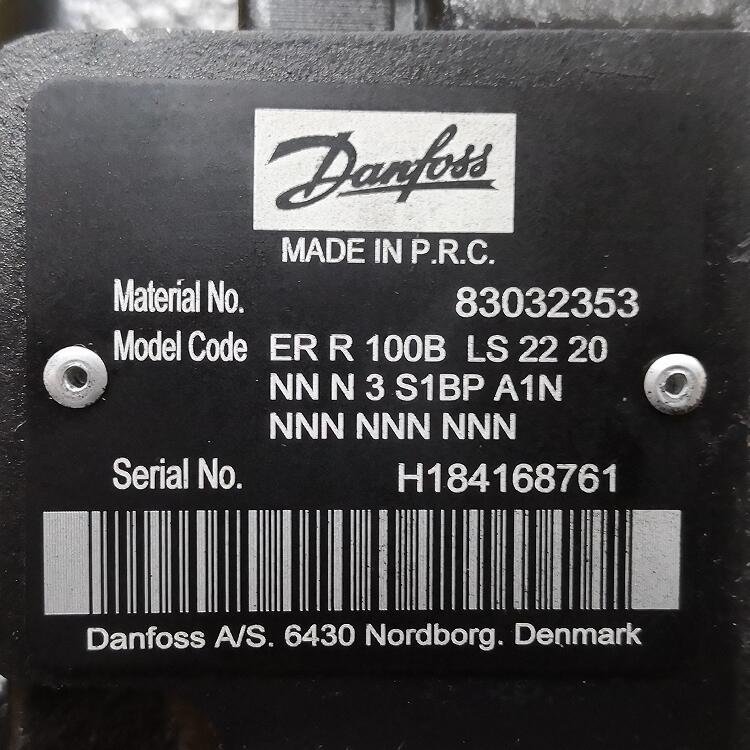 Danfoss
MADE IN P.R.C.
Material No. 83032353
Model Code ER R 100B LS 22 20
NN N 3 S1BP A1N
NNN NNN NNN
Serial No. H184168761
Danfoss A/S. 6430 Nordborg. Denmark